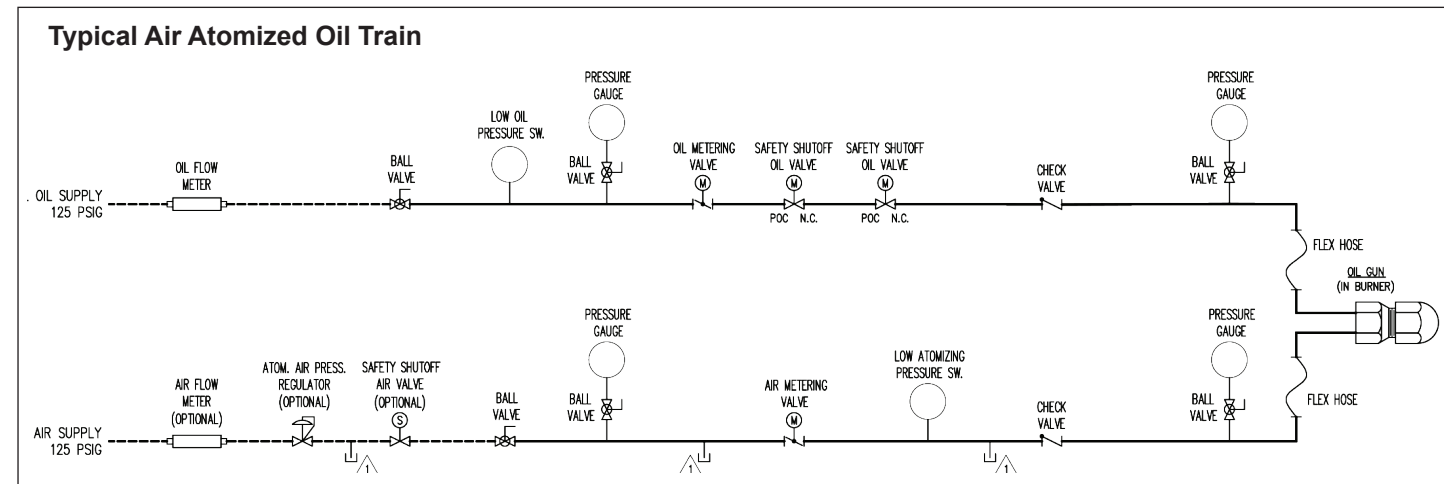 Typical Air Atomized Oil Train
PRESSURE
GAUGE
PRESSURE
GAUGE
LOW OIL
PRESSURE SW.
OIL FLOW
METER
BALL
VALVE
BALL
VALVE
OIL METERING
VALVE
M
SAFETY SHUTOFF
OIL VALVE
M
SAFETY SHUTOFF
OIL VALVE
M
CHECK
VALVE
BALL
VALVE
. OIL SUPPLY
125 PSIG
POC N.C.
POC N.C.
FLEX HOSE
OIL GUN
(IN BURNER)
PRESSURE
GAUGE
PRESSURE
GAUGE
AIR FLOW
METER
(OPTIONAL)
ATOM. AIR PRESS.
REGULATOR
(OPTIONAL)
SAFETY SHUTOFF
AIR VALVE
(OPTIONAL)
S
BALL
VALVE
BALL
VALVE
AIR METERING
VALVE
M
LOW ATOMIZING
PRESSURE SW.
CHECK
VALVE
BALL
VALVE
FLEX HOSE
AIR SUPPLY
125 PSIG
1
1
1